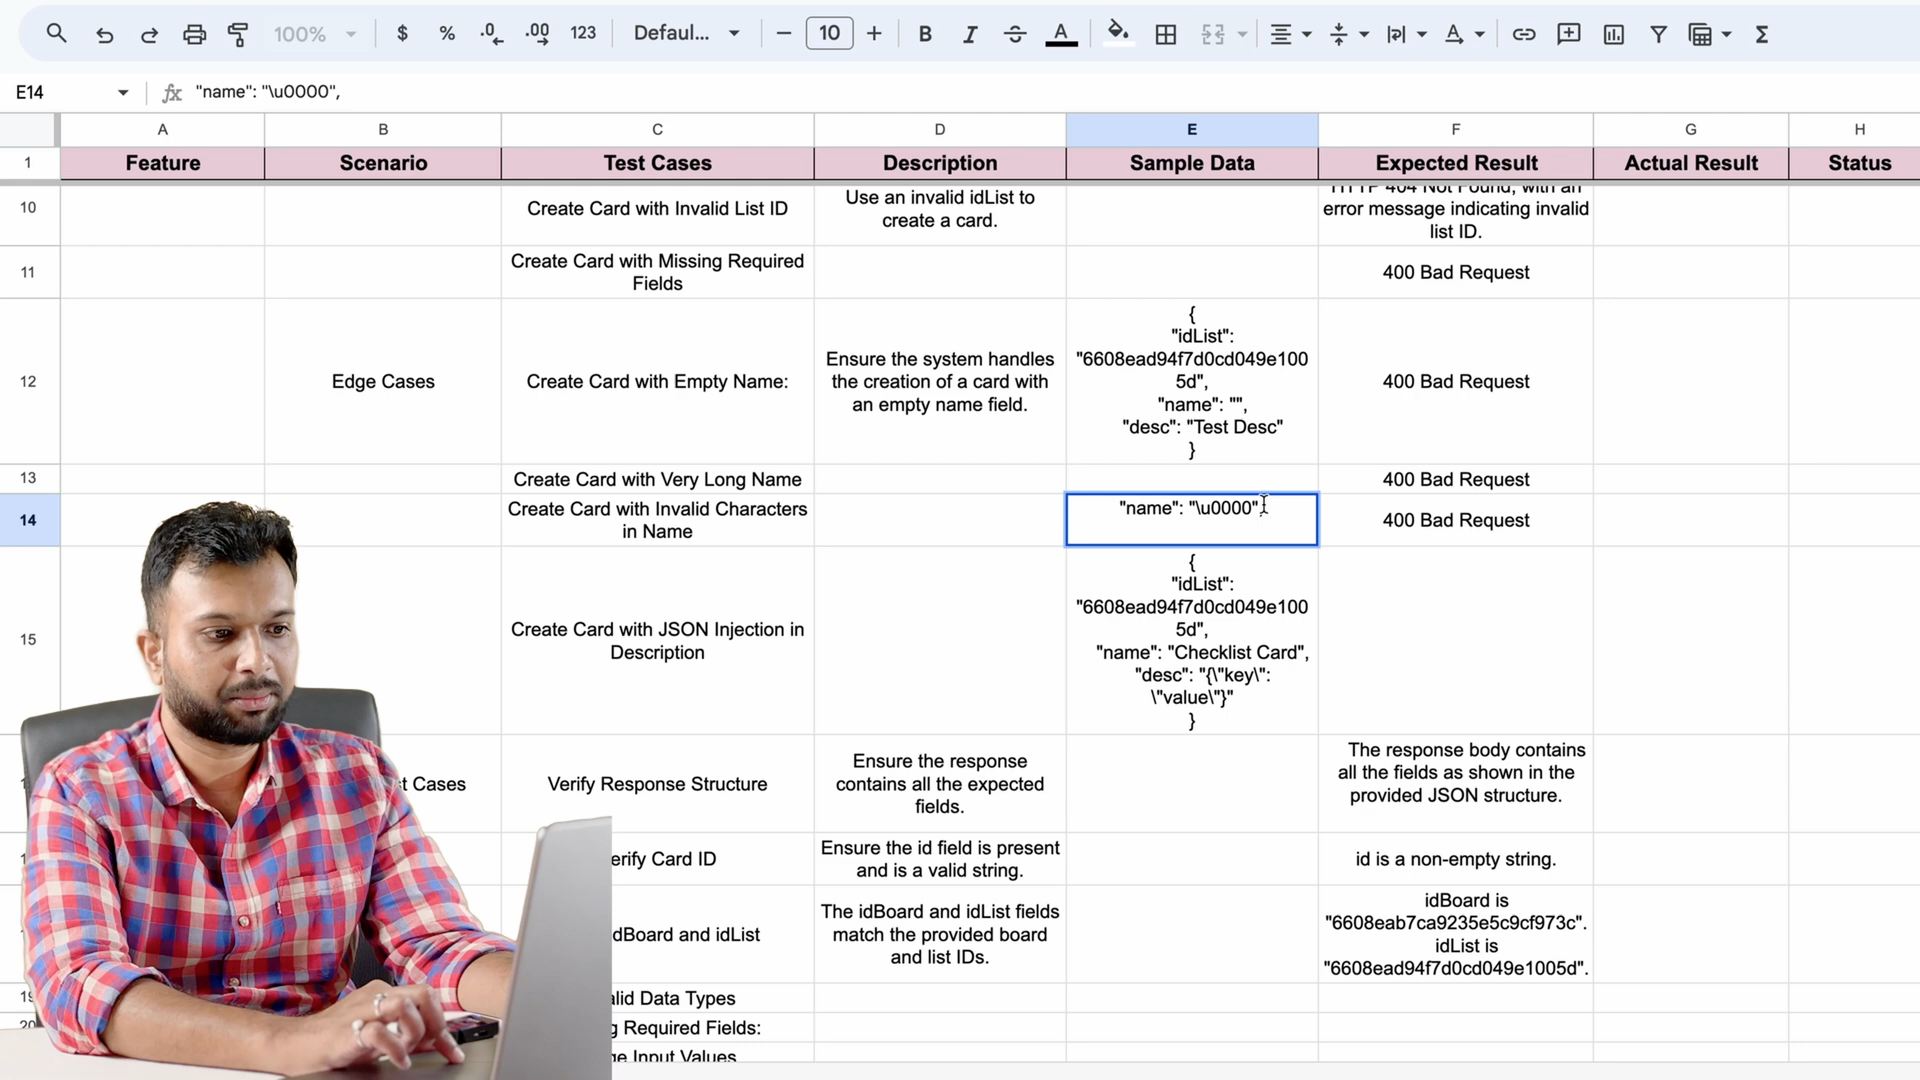 100%
$ % .0 .00 123 Defaul... 10 B I A Σ
E14 fx "name": "\u0000",
A B C D E F G H
1 Feature Scenario Test Cases Description Sample Data Expected Result Actual Result Status
10
Create Card with Invalid List ID
Use an invalid idList to
create a card.
HTTP 404 Not Found, with an
error message indicating invalid
list ID.
11
Create Card with Missing Required
Fields
400 Bad Request
12
Edge Cases
Create Card with Empty Name:
Ensure the system handles
the creation of a card with
an empty name field.
{
"idList":
"6608ead94f7d0cd049e100
5d",
"name": "",
"desc": "Test Desc"
}
400 Bad Request
13
Create Card with Very Long Name
400 Bad Request
14
Create Card with Invalid Characters
in Name
"name": "\u0000",
400 Bad Request
15
Create Card with JSON Injection in
Description
{
"idList":
"6608ead94f7d0cd049e100
5d",
"name": "Checklist Card",
"desc": "{\"key\":
\"value\"}"
}
Cases
Verify Response Structure
Ensure the response
contains all the expected
fields.
The response body contains
all the fields as shown in the
provided JSON structure.
Card ID
Ensure the id field is present
and is a valid string.
id is a non-empty string.
and idList
The idBoard and idList fields
match the provided board
and list IDs.
idBoard is
"6608eab7ca9235e5c9cf973c".
idList is
"6608ead94f7d0cd049e1005d".
Data Types
20
Required Fields:
Input Values